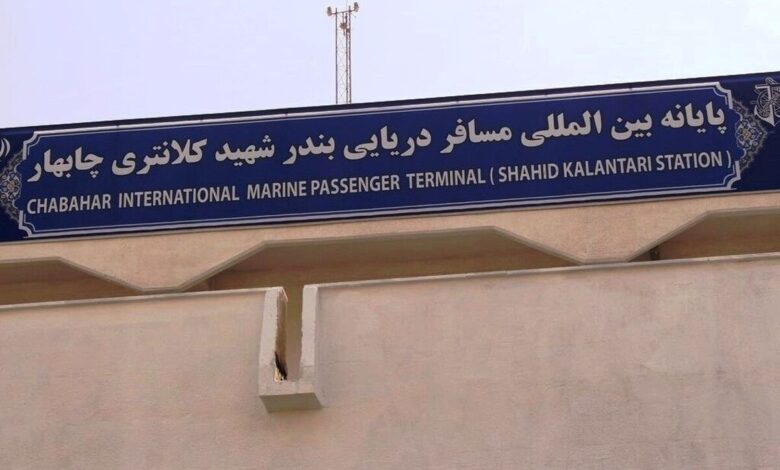 پایانه بین المللی مسافر دریایی بندر شهید کلانتری چابهار
CHABAHAR INTERNATIONAL MARINE PASSENGER TERMINAL ( SHAHID KALANTARI STATION )